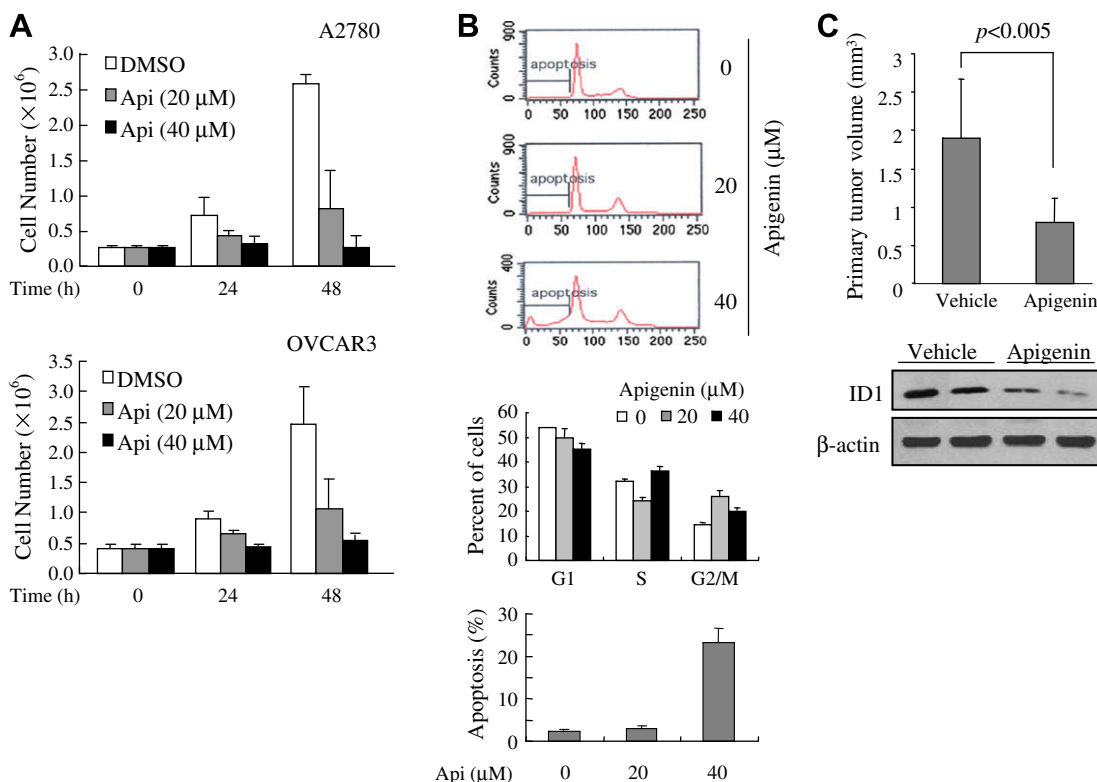 A
A2780
3.0
2.5
2.0
1.5
1.0
0.5
0.0
Cell Number (×10⁶)
DMSO
Api (20 μM)
Api (40 μM)
Time (h) 0 24 48
OVCAR3
3.5
3.0
2.5
2.0
1.5
1.0
0.5
0.0
Cell Number (×10⁶)
DMSO
Api (20 μM)
Api (40 μM)
Time (h) 0 24 48
B
900
Counts
0
apoptosis
0 50 100 150 200 250
0
900
Counts
0
apoptosis
0 50 100 150 200 250
20
400
Counts
0
apoptosis
0 50 100 150 200 250
40
Apigenin (μM)
Apigenin (μM)
0 20 40
60
50
40
30
20
10
0
Percent of cells
G1 S G2/M
30
20
10
0
Apoptosis (%)
Api (μM) 0 20 40
C
p<0.005
3
2.5
2
1.5
1
0.5
0
Primary tumor volume (mm³)
Vehicle Apigenin
Vehicle Apigenin
ID1
β-actin